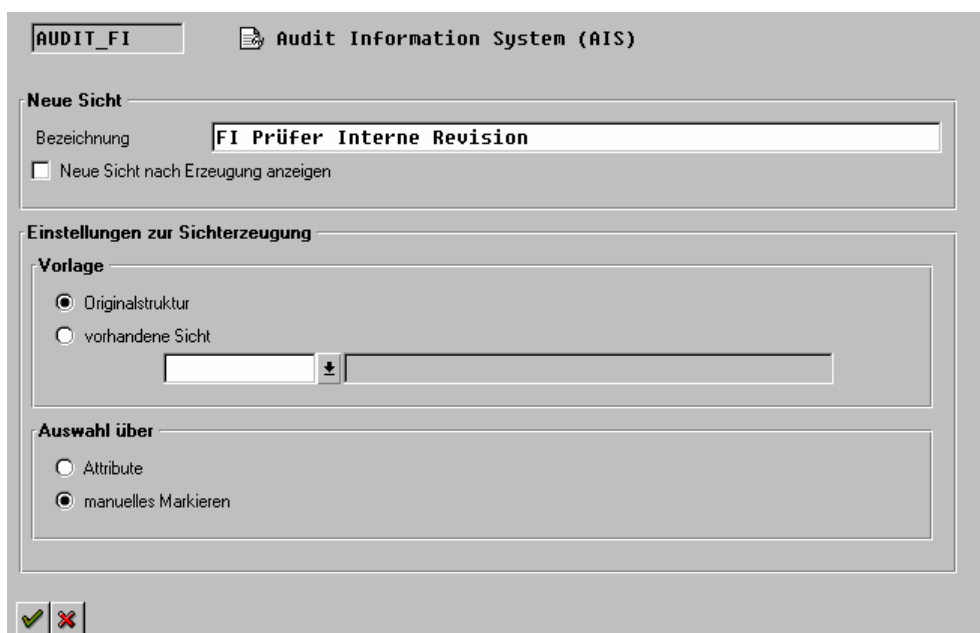 AUDIT_FI Audit Information System (AIS)
Neue Sicht
Bezeichnung FI Prüfer Interne Revision
Neue Sicht nach Erzeugung anzeigen
Einstellungen zur Sichterzeugung
Vorlage
Originalstruktur
vorhandene Sicht
Auswahl über
Attribute
manuelles Markieren